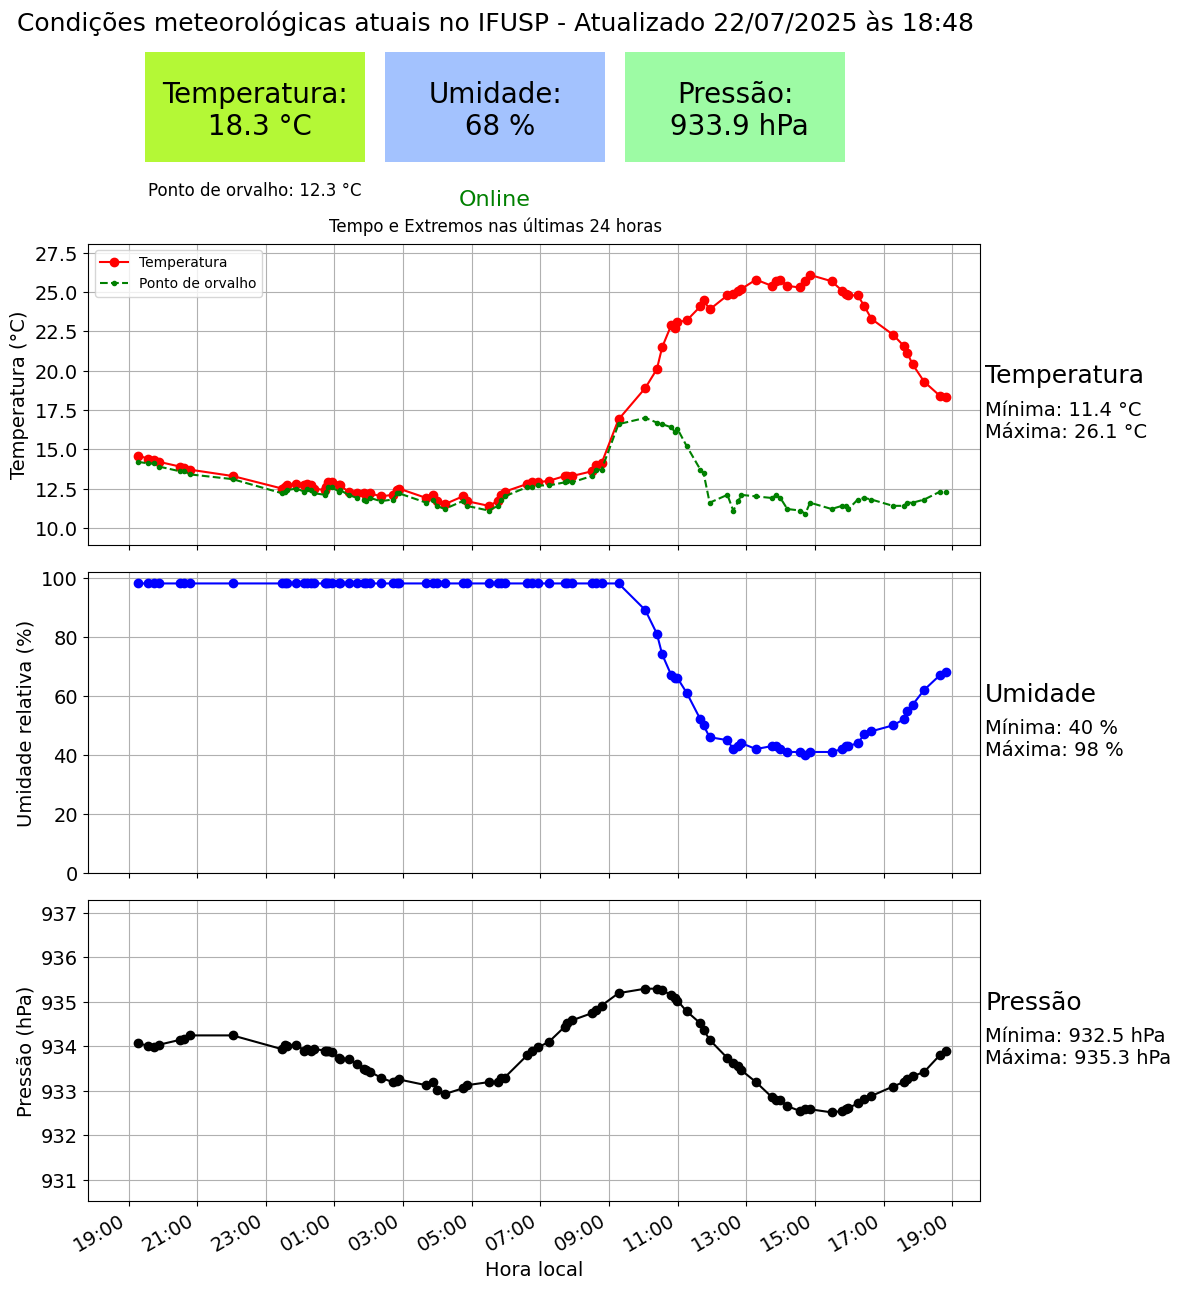 Condições meteorológicas atuais no IFUSP - Atualizado 22/07/2025 às 18:48
Temperatura:
18.3 °C
Umidade:
68 %
Pressão:
933.9 hPa
Ponto de orvalho: 12.3 °C
Online
Tempo e Extremos nas últimas 24 horas
Temperatura
Ponto de orvalho
27.5
25.0
22.5
20.0
17.5
15.0
12.5
10.0
Temperatura (°C)
Temperatura
Mínima: 11.4 °C
Máxima: 26.1 °C
100
80
60
40
20
0
Umidade relativa (%)
Umidade
Mínima: 40 %
Máxima: 98 %
937
936
935
934
933
932
931
Pressão (hPa)
Pressão
Mínima: 932.5 hPa
Máxima: 935.3 hPa
19:00 21:00 23:00 01:00 03:00 05:00 07:00 09:00 11:00 13:00 15:00 17:00 19:00
Hora local